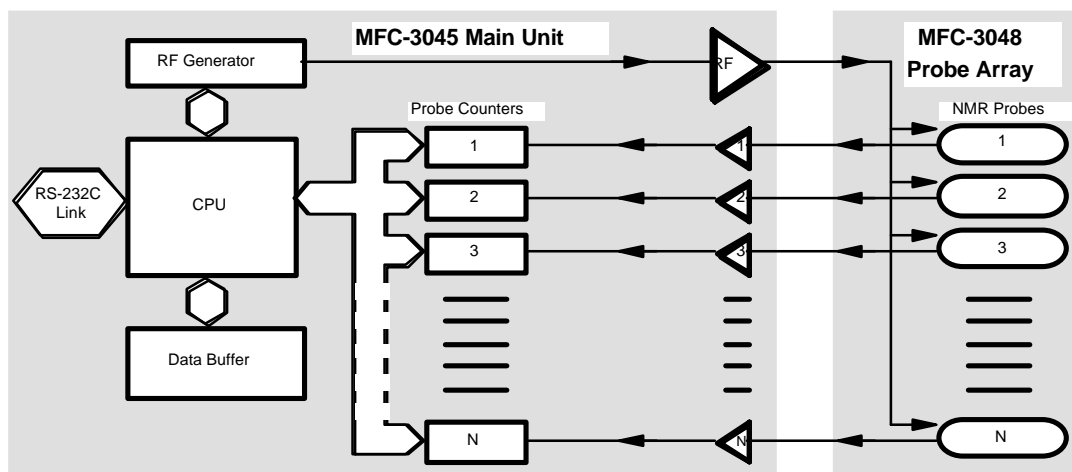 MFC-3045 Main Unit
MFC-3048
Probe Array
RF Generator
RF
Probe Counters
NMR Probes
1
1
1
RS-232C
Link
CPU
2
2
2
3
3
3
Data Buffer
N
N
N